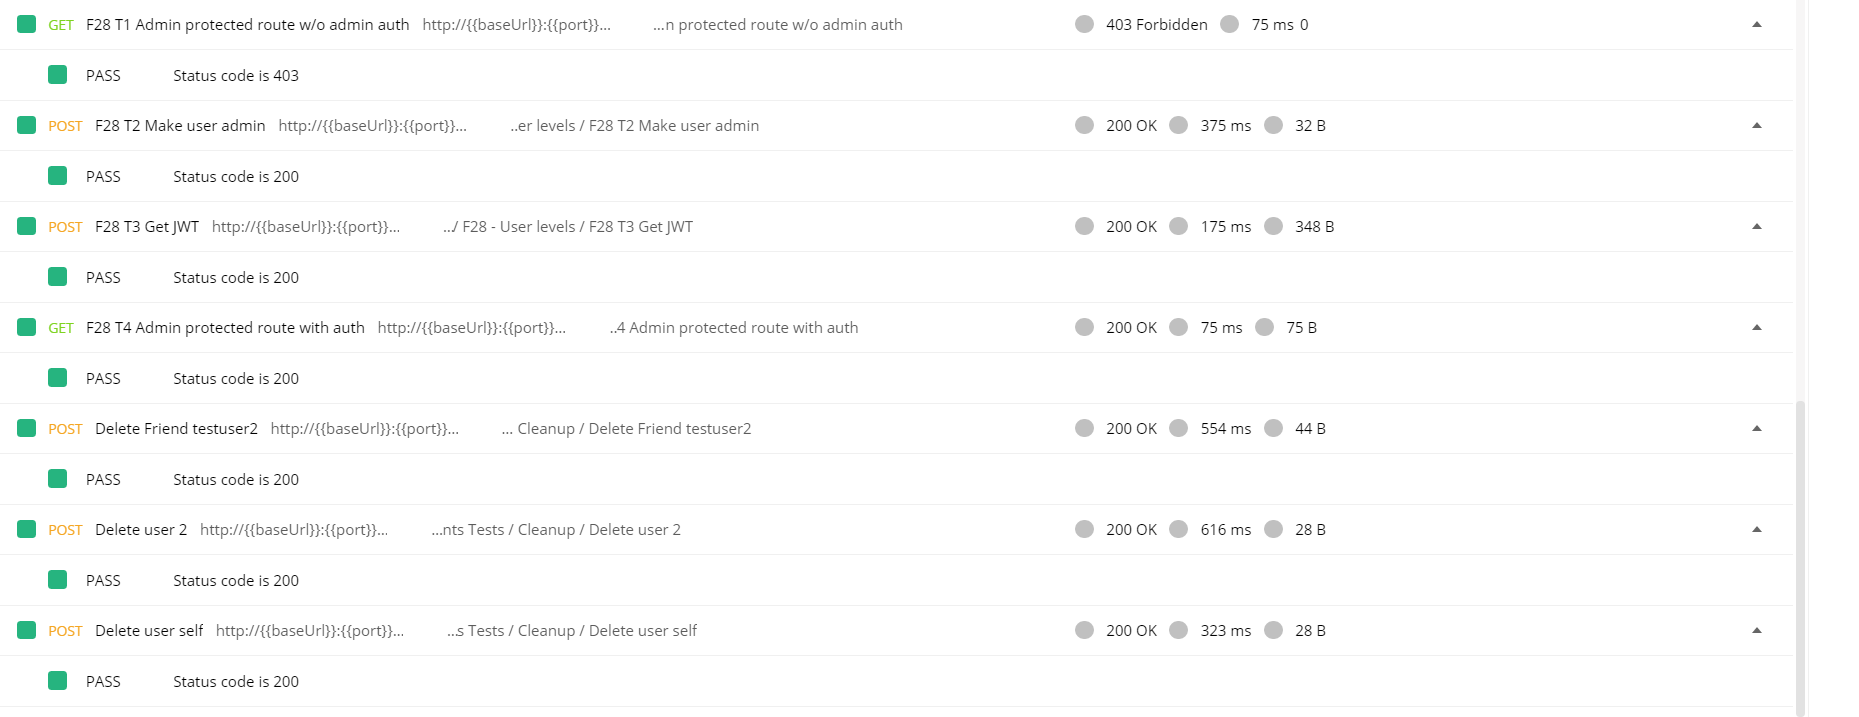 GET F28 T1 Admin protected route w/o admin auth http://{{baseUrl}}:{{port}}... ...n protected route w/o admin auth 403 Forbidden 75 ms 0
PASS Status code is 403
POST F28 T2 Make user admin http://{{baseUrl}}:{{port}}... ..er levels / F28 T2 Make user admin 200 OK 375 ms 32 B
PASS Status code is 200
POST F28 T3 Get JWT http://{{baseUrl}}:{{port}}... .../ F28 - User levels / F28 T3 Get JWT 200 OK 175 ms 348 B
PASS Status code is 200
GET F28 T4 Admin protected route with auth http://{{baseUrl}}:{{port}}... ..4 Admin protected route with auth 200 OK 75 ms 75 B
PASS Status code is 200
POST Delete Friend testuser2 http://{{baseUrl}}:{{port}}... ... Cleanup / Delete Friend testuser2 200 OK 554 ms 44 B
PASS Status code is 200
POST Delete user 2 http://{{baseUrl}}:{{port}}... ...nts Tests / Cleanup / Delete user 2 200 OK 616 ms 28 B
PASS Status code is 200
POST Delete user self http://{{baseUrl}}:{{port}}... ...s Tests / Cleanup / Delete user self 200 OK 323 ms 28 B
PASS Status code is 200